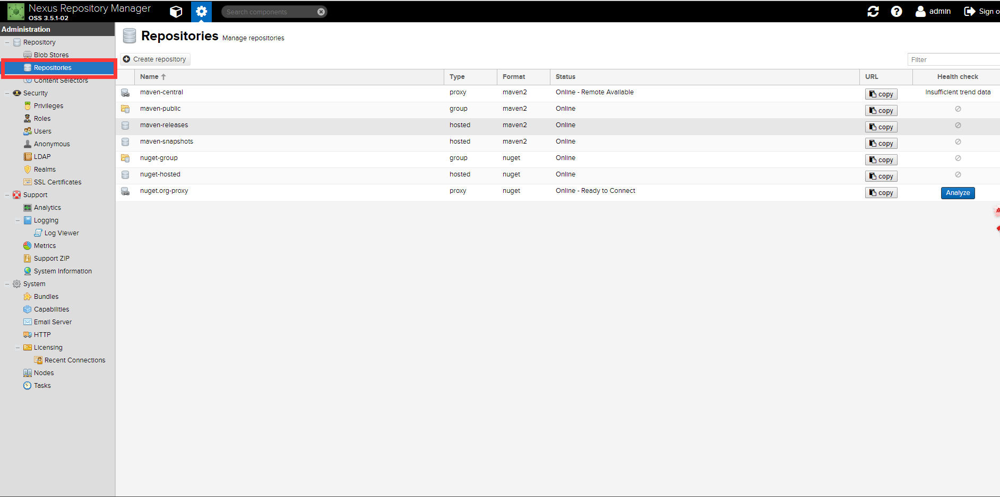 Nexus Repository Manager
OSS 3.5.1-02
Search components
admin
Sign o
Administration
Repository
Blob Stores
Repositories
Content Selectors
Security
Privileges
Roles
Users
Anonymous
LDAP
Realms
SSL Certificates
Support
Analytics
Logging
Log Viewer
Metrics
Support ZIP
System Information
System
Bundles
Capabilities
Email Server
HTTP
Licensing
Recent Connections
Nodes
Tasks
Repositories Manage repositories
Create repository
Filter
Name Type Format Status URL Health check
maven-central proxy maven2 Online - Remote Available copy Insufficient trend data
maven-public group maven2 Online copy
maven-releases hosted maven2 Online copy
maven-snapshots hosted maven2 Online copy
nuget-group group nuget Online copy
nuget-hosted hosted nuget Online copy
nuget.org-proxy proxy nuget Online - Ready to Connect copy Analyze